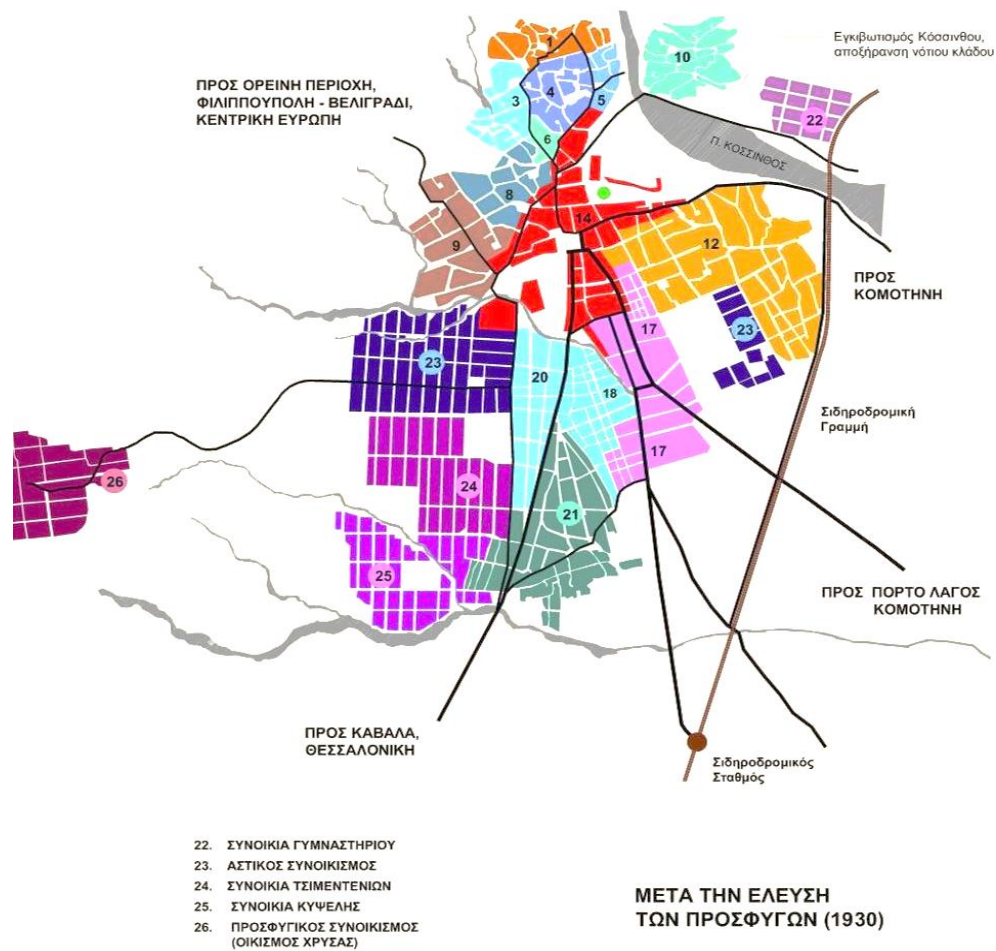 1
10
Εγκιβωτισμός Κόσσινθου,
αποξήρανση νότιου κλάδου
ΠΡΟΣ ΟΡΕΙΝΗ ΠΕΡΙΟΧΗ,
ΦΙΛΙΠΠΟΥΠΟΛΗ - ΒΕΛΙΓΡΑΔΙ,
ΚΕΝΤΡΙΚΗ ΕΥΡΩΠΗ
3
4
5
22
6
Π. ΚΟΣΣΙΝΘΟΣ
8
14
9
12
ΠΡΟΣ
ΚΟΜΟΤΗΝΗ
23
17
23
20
18
Σιδηροδρομική
Γραμμή
17
26
24
21
25
ΠΡΟΣ ΠΟΡΤΟ ΛΑΓΟΣ
ΚΟΜΟΤΗΝΗ
ΠΡΟΣ ΚΑΒΑΛΑ,
ΘΕΣΣΑΛΟΝΙΚΗ
Σιδηροδρομικός
Σταθμός
22. ΣΥΝΟΙΚΙΑ ΓΥΜΝΑΣΤΗΡΙΟΥ
23. ΑΣΤΙΚΟΣ ΣΥΝΟΙΚΙΣΜΟΣ
24. ΣΥΝΟΙΚΙΑ ΤΣΙΜΕΝΤΕΝΙΩΝ
25. ΣΥΝΟΙΚΙΑ ΚΥΨΕΛΗΣ
26. ΠΡΟΣΦΥΓΙΚΟΣ ΣΥΝΟΙΚΙΣΜΟΣ
(ΟΙΚΙΣΜΟΣ ΧΡΥΣΑΣ)
ΜΕΤΑ ΤΗΝ ΕΛΕΥΣΗ
ΤΩΝ ΠΡΟΣΦΥΓΩΝ (1930)